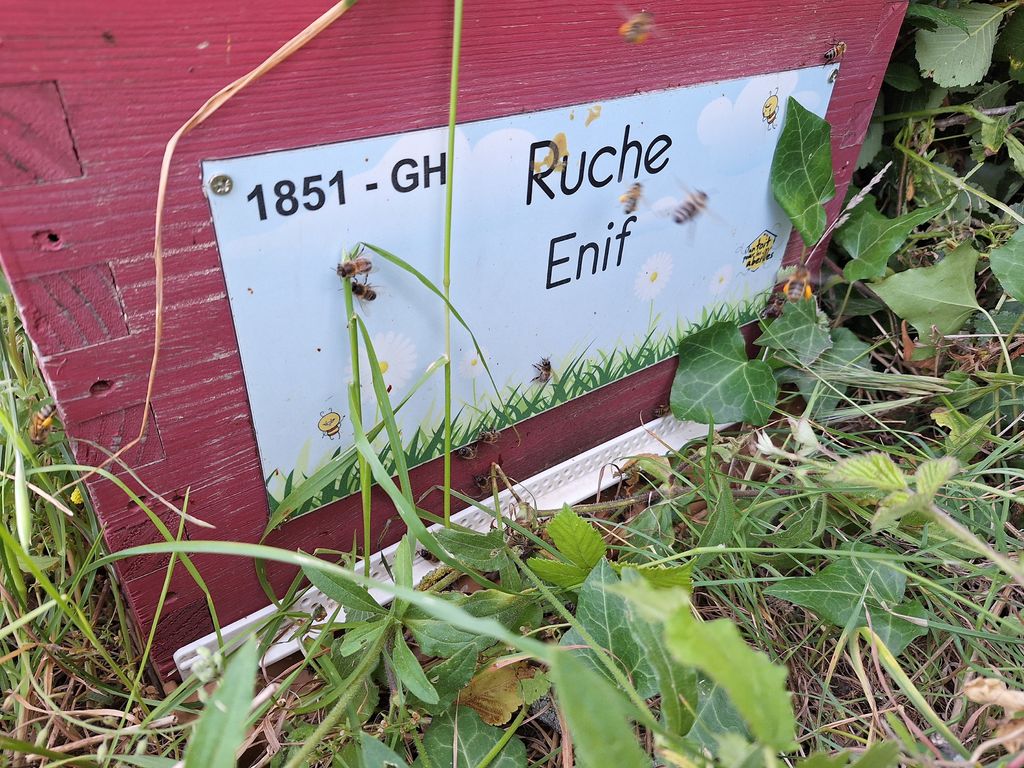 1851 - GH
Ruche
Enif